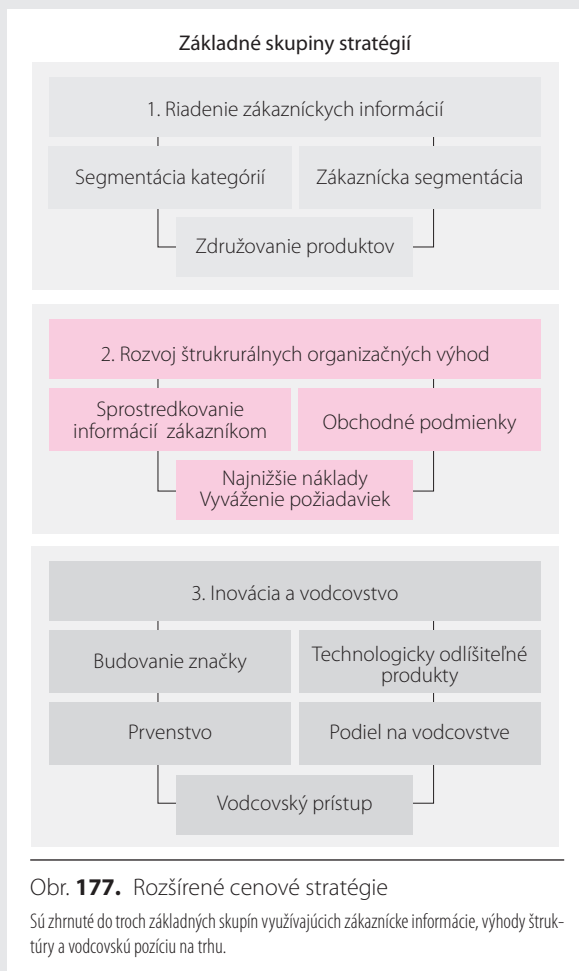 Základné skupiny stratégií
1. Riadenie zákazníckych informácií
Segmentácia kategórií
Zákaznícka segmentácia
Združovanie produktov
2. Rozvoj štrukrurálnych organizačných výhod
Sprostredkovanie
informácií zákazníkom
Obchodné podmienky
Najnižšie náklady
Vyváženie požiadaviek
3. Inovácia a vodcovstvo
Budovanie značky
Technologicky odlíšiteľné
produkty
Prvenstvo
Podiel na vodcovstve
Vodcovský prístup
Obr. 177. Rozšírené cenové stratégie
Sú zhrnuté do troch základných skupín využívajúcich zákaznícke informácie, výhody štruk-
túry a vodcovskú pozíciu na trhu.